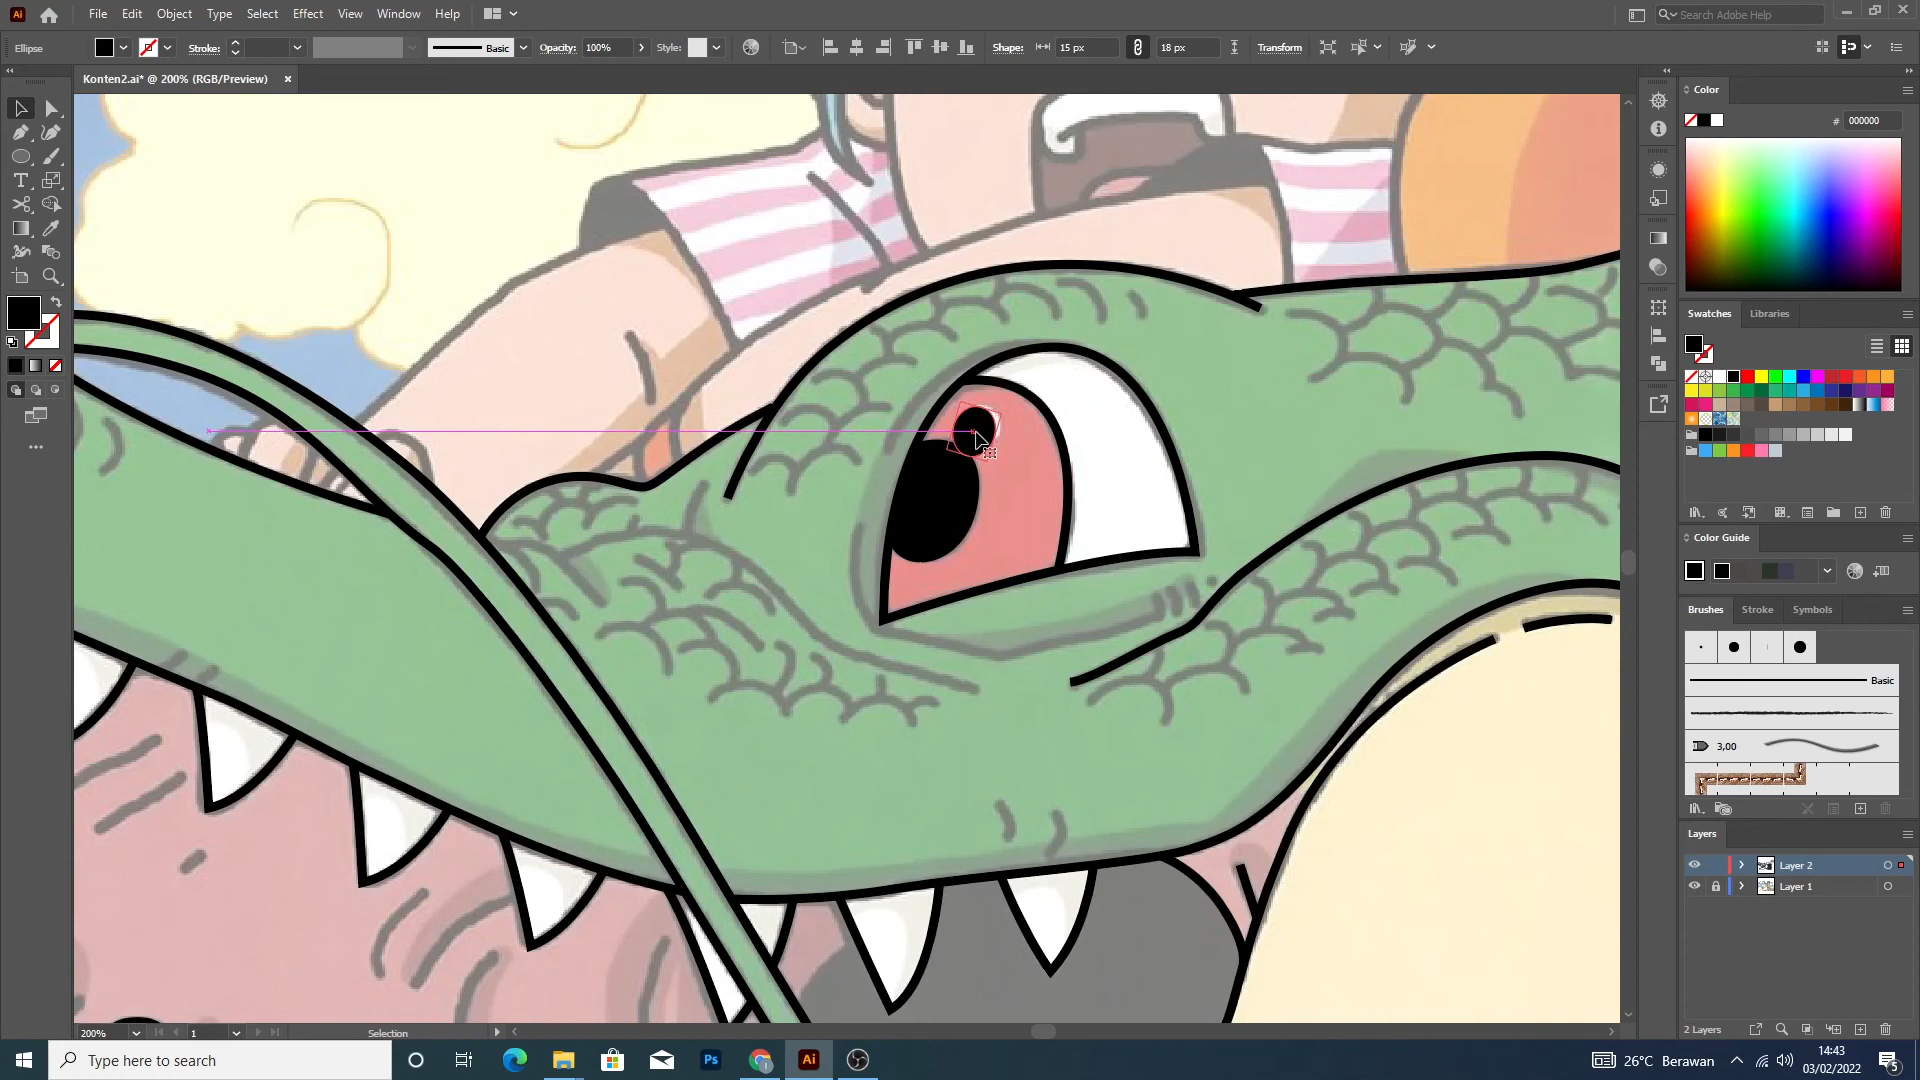 Ai File Edit Object Type Select Effect View Window Help Search Adobe Help
Ellipse Stroke: Basic Opacity: 100% Style: Shape: 15 px 18 px Transform
Konten2.ai* @ 200% (RGB/Preview) ×
Color
# 000000
Swatches Libraries
Color Guide
Brushes Stroke Symbols
Basic
3,00
Layers
Layer 2
Layer 1
2 Layers
200% 1 Selection
Type here to search
Ps Ai
26°C Berawan
14:43
03/02/2022
5